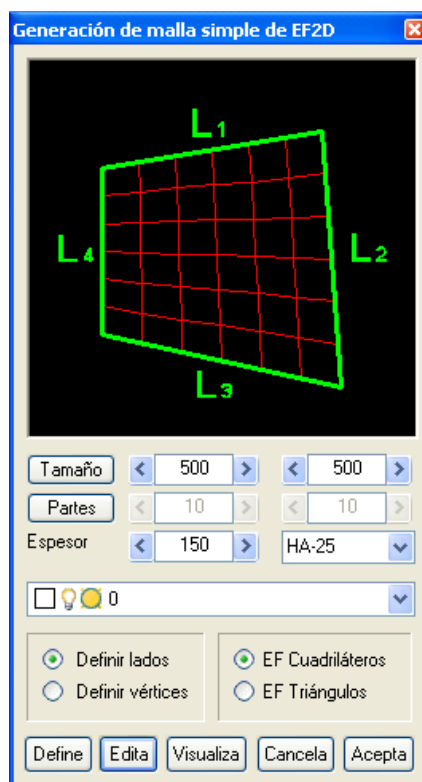 Generación de malla simple de EF2D
L1
L4
L2
L3
Tamaño 500 500
Partes 10 10
Espesor 150 HA-25
0
Definir lados EF Cuadriláteros
Definir vértices EF Triángulos
Define Edita Visualiza Cancela Acepta